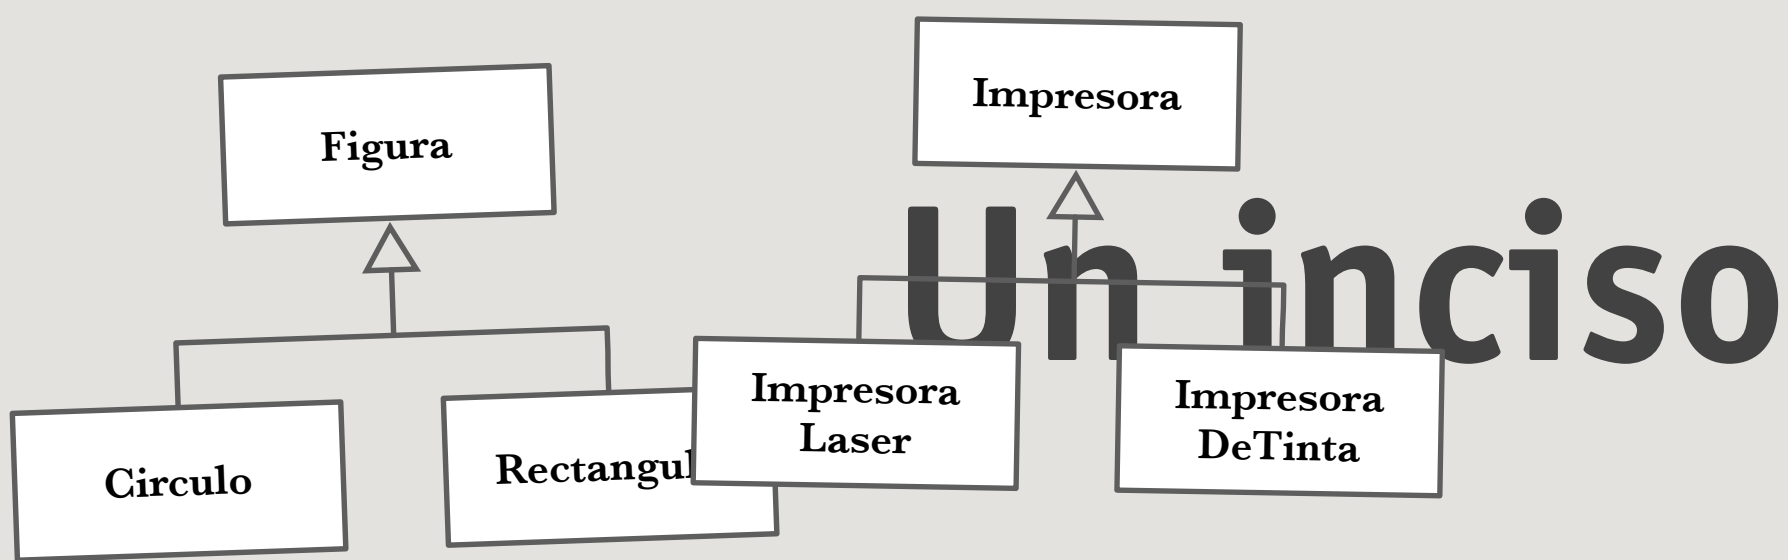 Figura
Circulo
Rectangul
Impresora
Impresora
Laser
Impresora
DeTinta
Un inciso